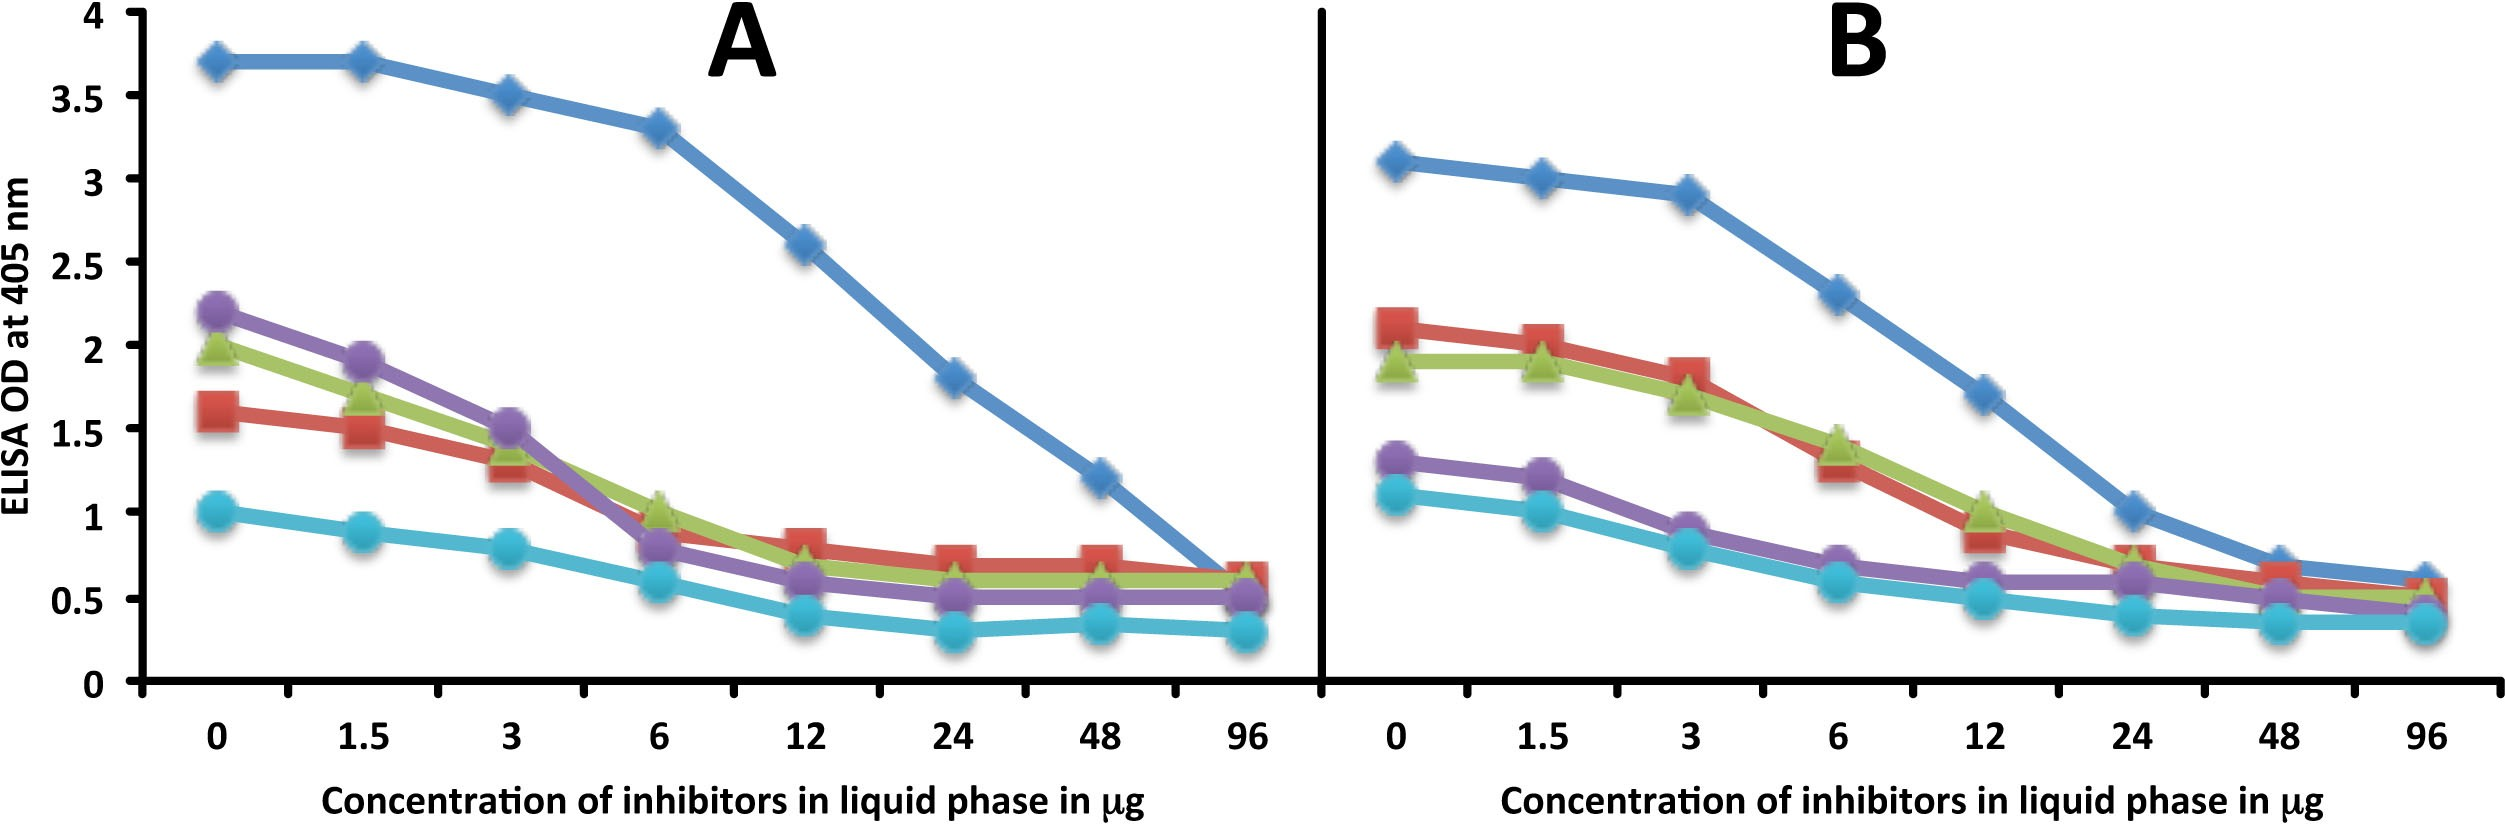 A
B
ELISA OD at 405 nm
4
3.5
3
2.5
2
1.5
1
0.5
0
0 1.5 3 6 12 24 48 96
0 1.5 3 6 12 24 48 96
Concentration of inhibitors in liquid phase in µg
Concentration of inhibitors in liquid phase in µg